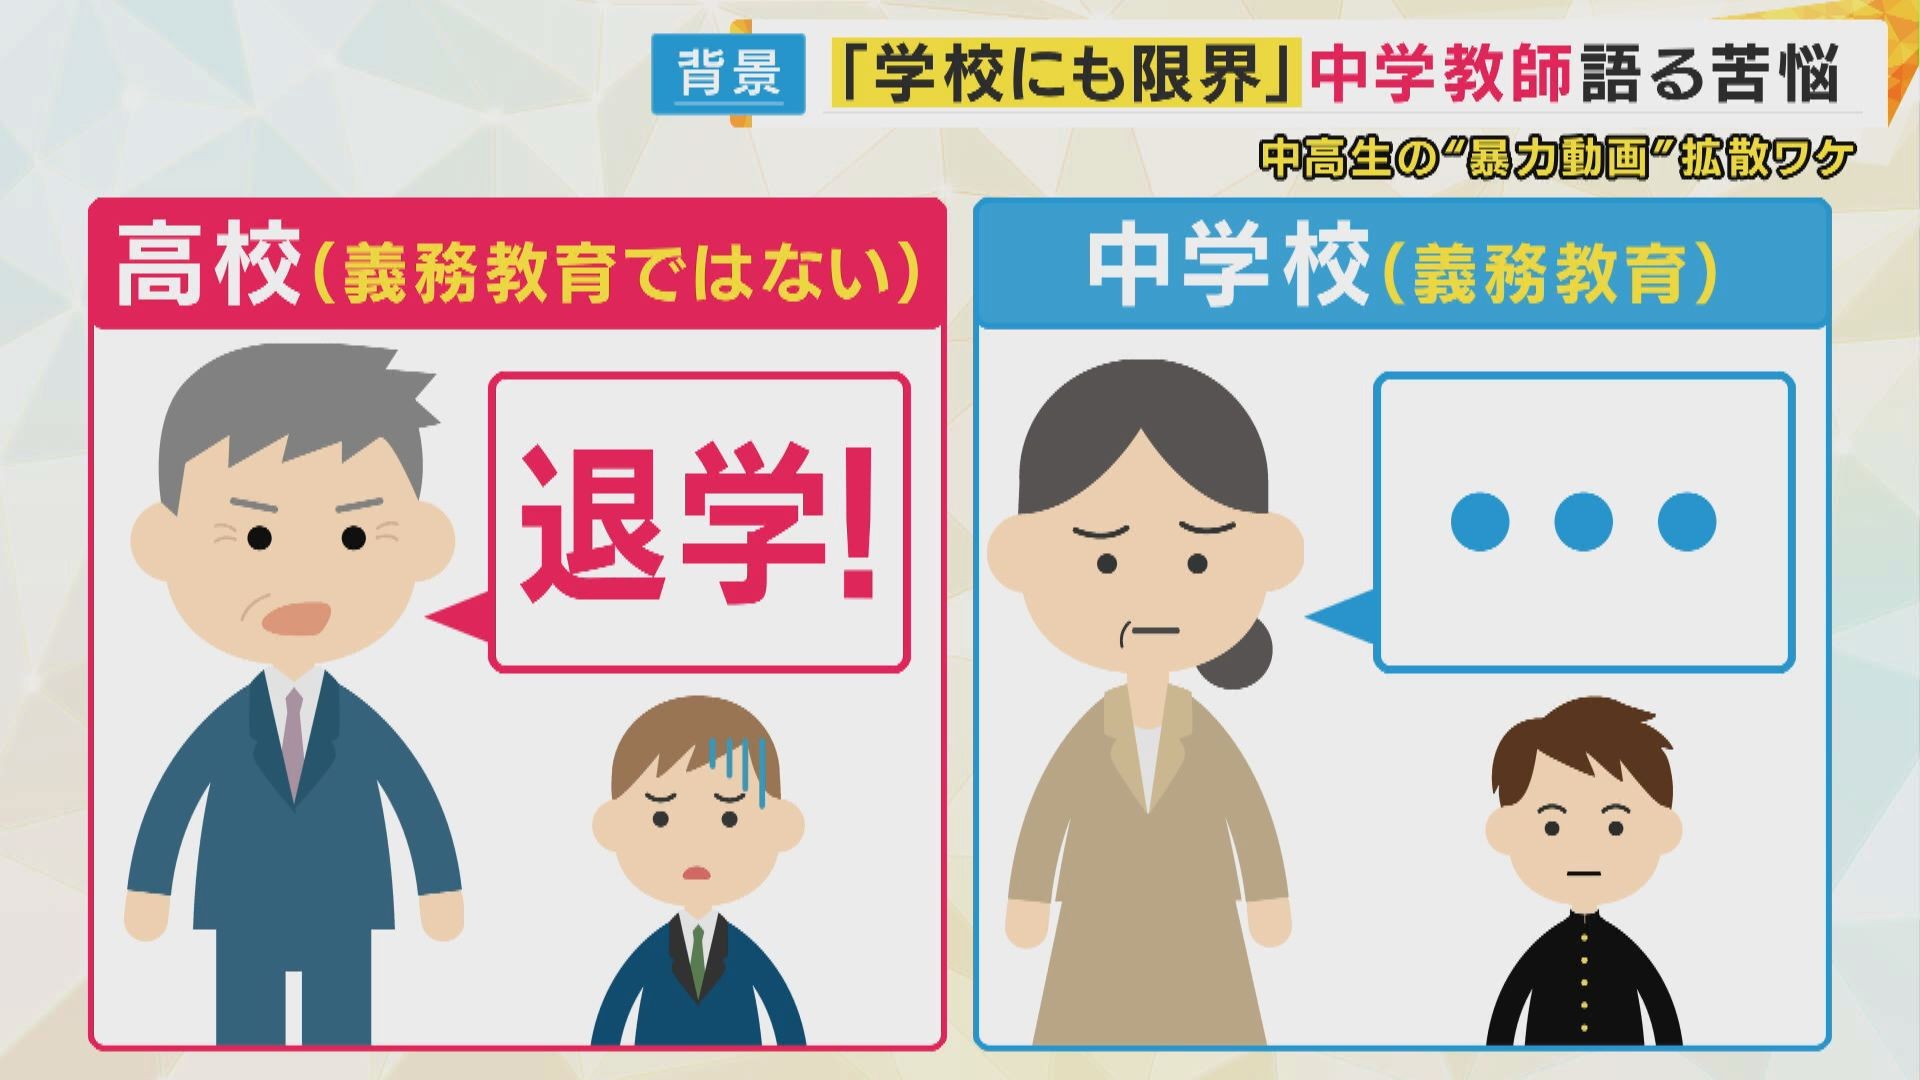 背景
「学校にも限界」中学教師語る苦悩
中高生の“暴力動画”拡散ワケ
高校(義務教育ではない)
退学!
中学校(義務教育)
●●●